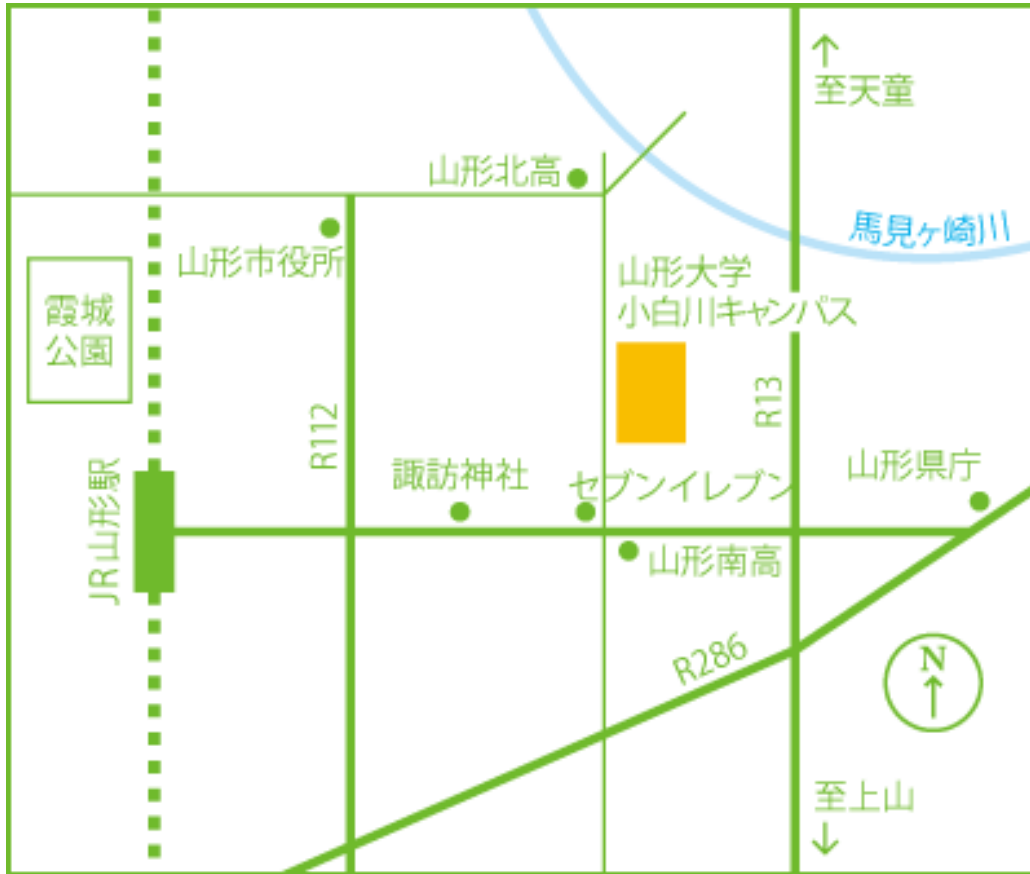 至天童
山形北高
馬見ヶ崎川
山形市役所
山形大学
小白川キャンパス
霞城
公園
R112
R13
JR山形駅
諏訪神社
セブンイレブン
山形県庁
山形南高
R286
N
至上山